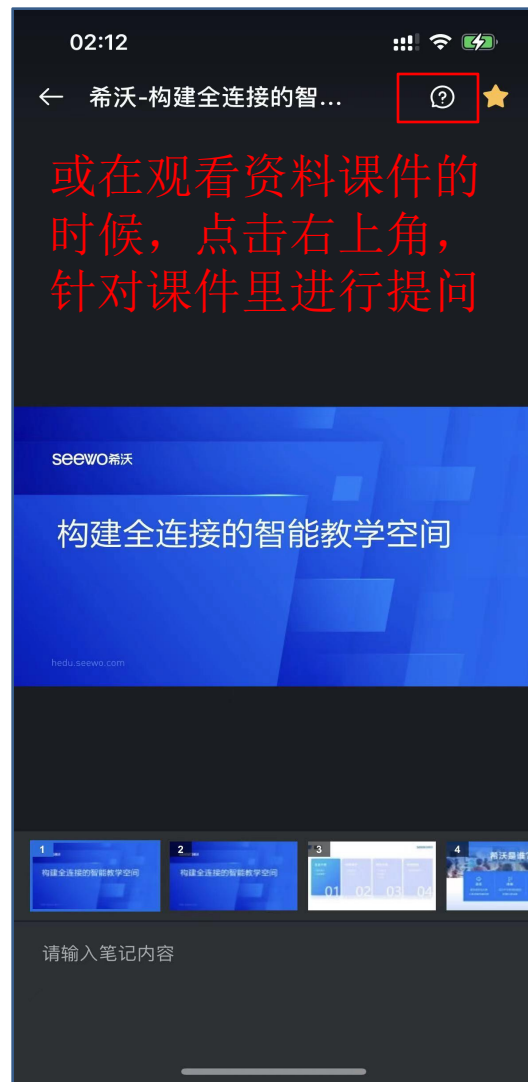 02:12
希沃-构建全连接的智...
或在观看资料课件的
时候，点击右上角，
针对课件里进行提问
seewo希沃
构建全连接的智能教学空间
hedu.seewo.com
1
构建全连接的智能教学空间
2
构建全连接的智能教学空间
3
01 02 03 04
4
希沃是谁?
请输入笔记内容